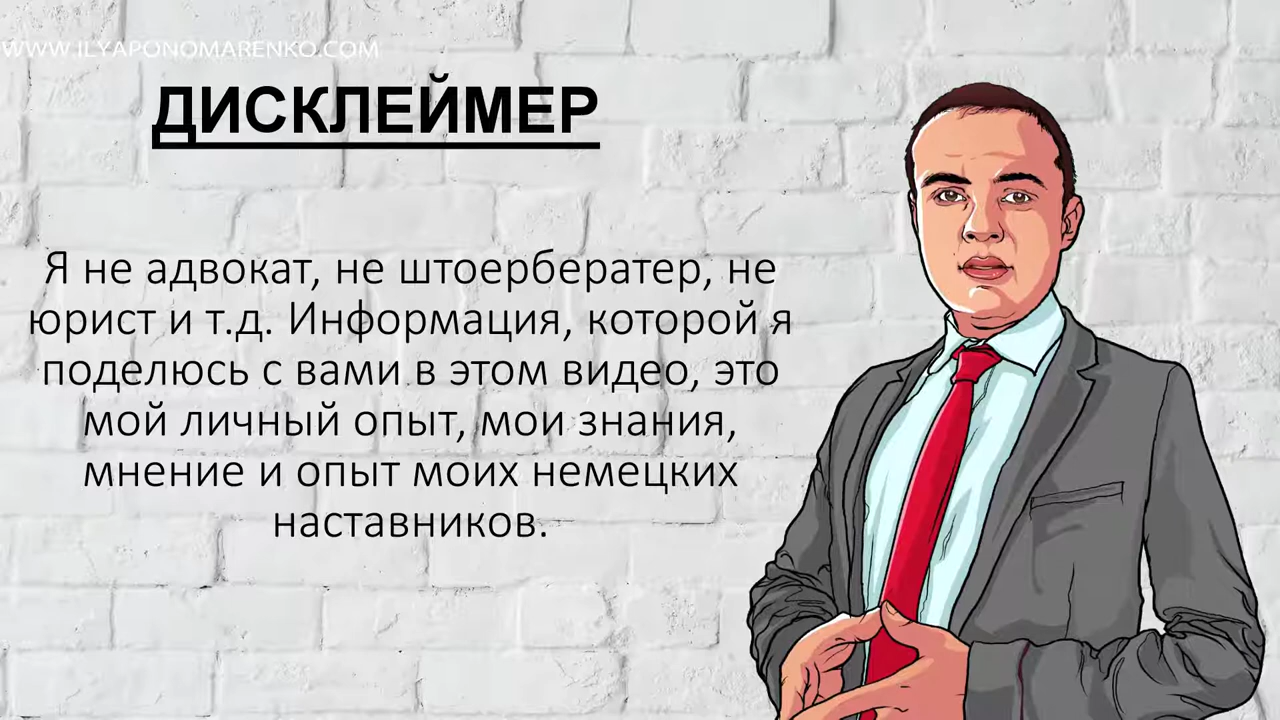 WWW.ILYAPONOMARENKO.COM
ДИСКЛЕЙМЕР
Я не адвокат, не штоербератер, не
юрист и т.д. Информация, которой я
поделюсь с вами в этом видео, это
мой личный опыт, мои знания,
мнение и опыт моих немецких
наставников.